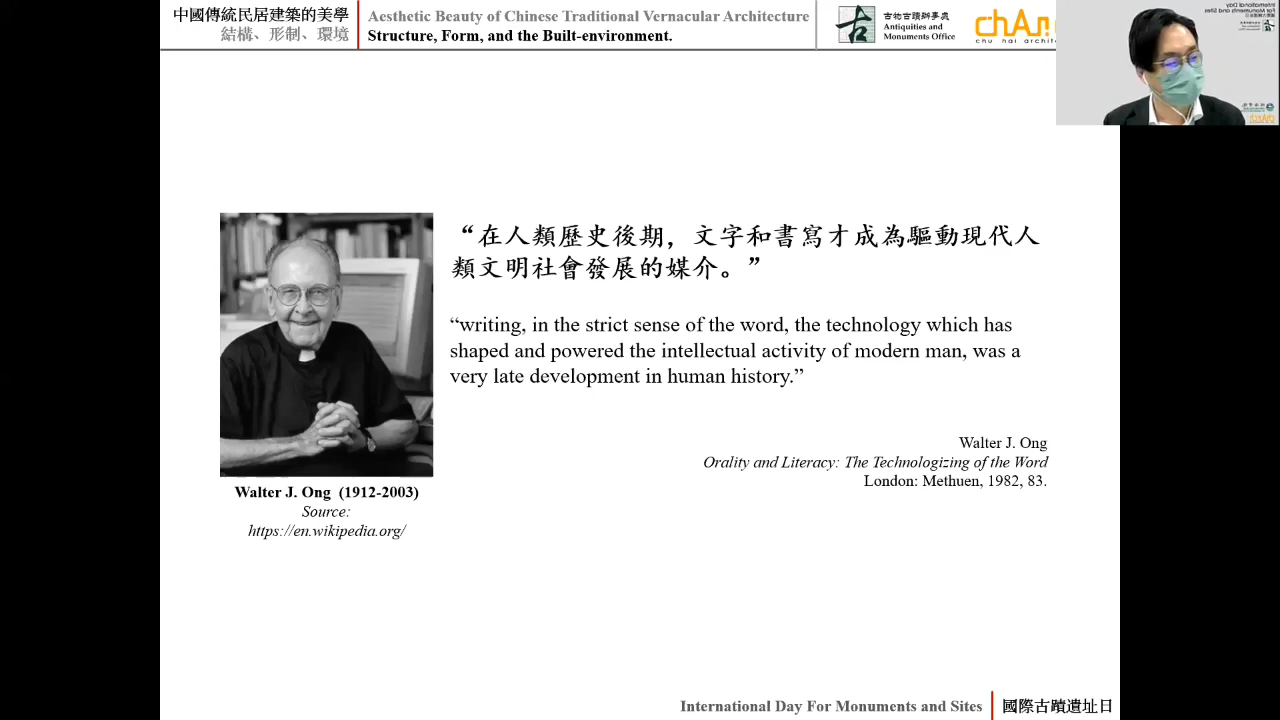 中國傳統民居建築的美學
結構、形制、環境
Aesthetic Beauty of Chinese Traditional Vernacular Architecture
Structure, Form, and the Built-environment.
古
古物古蹟辦事處
Antiquities and
Monuments Office
chu hai archite
“在人類歷史後期，文字和書寫才成為驅動現代人
類文明社會發展的媒介。”
“writing, in the strict sense of the word, the technology which has
shaped and powered the intellectual activity of modern man, was a
very late development in human history.”
Walter J. Ong
Orality and Literacy: The Technologizing of the Word
London: Methuen, 1982, 83.
Walter J. Ong (1912-2003)
Source:
https://en.wikipedia.org/
International Day For Monuments and Sites
國際古蹟遺址日